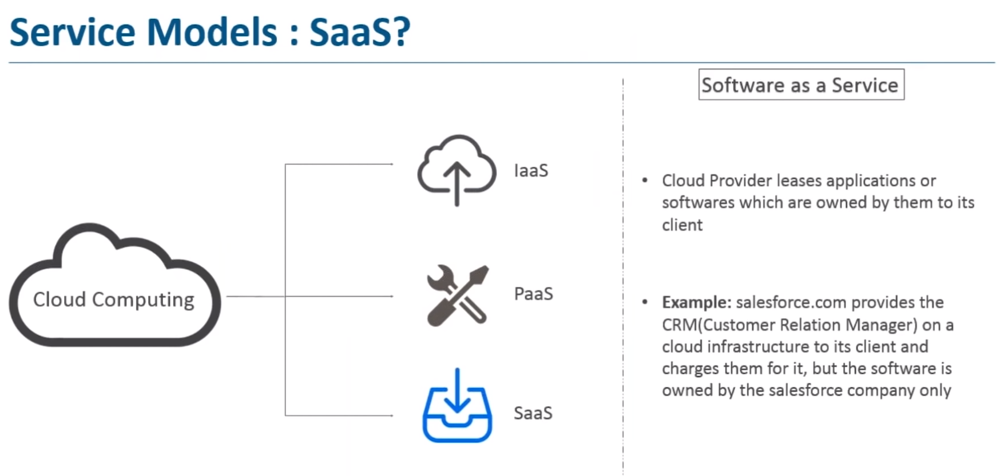 Service Models : SaaS?
Software as a Service
IaaS
Cloud Computing
PaaS
SaaS
• Cloud Provider leases applications or
softwares which are owned by them to its
client
• Example: salesforce.com provides the
CRM(Customer Relation Manager) on a
cloud infrastructure to its client and
charges them for it, but the software is
owned by the salesforce company only